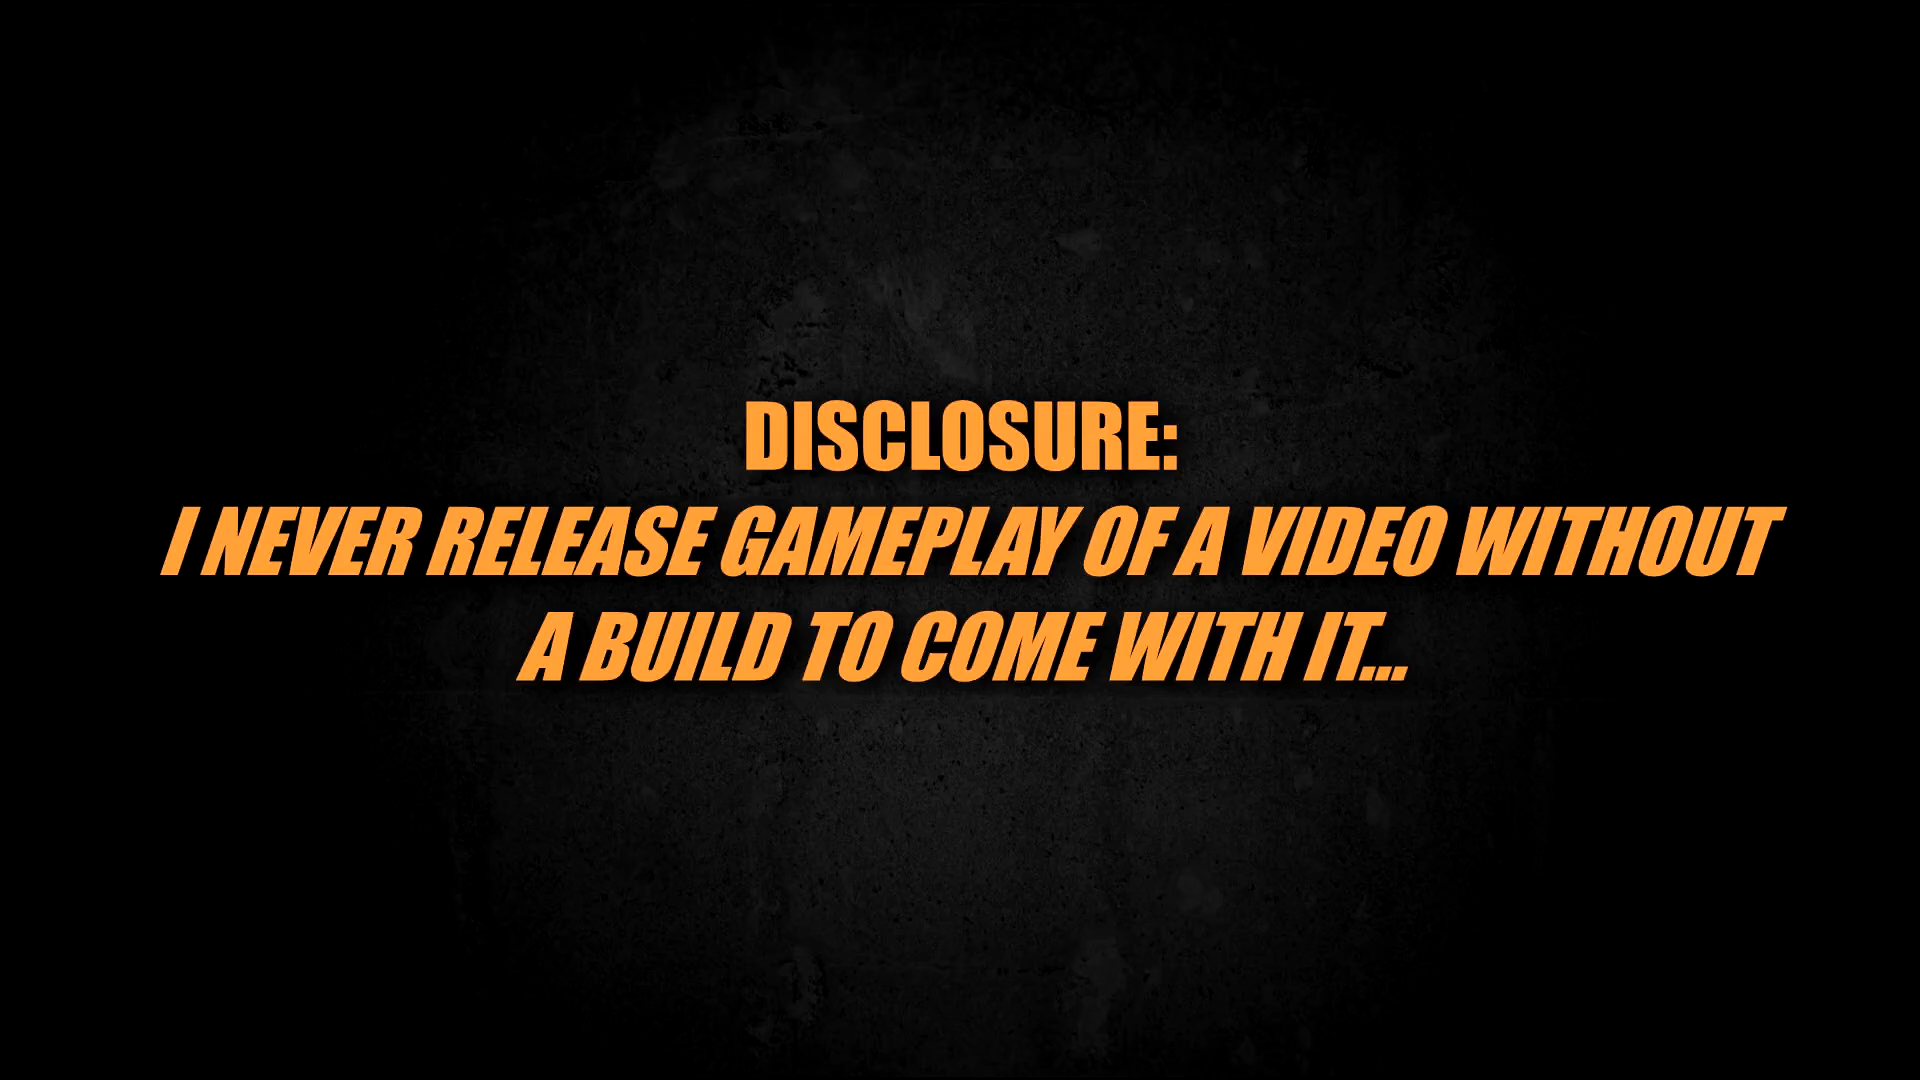 DISCLOSURE:
I NEVER RELEASE GAMEPLAY OF A VIDEO WITHOUT
A BUILD TO COME WITH IT...